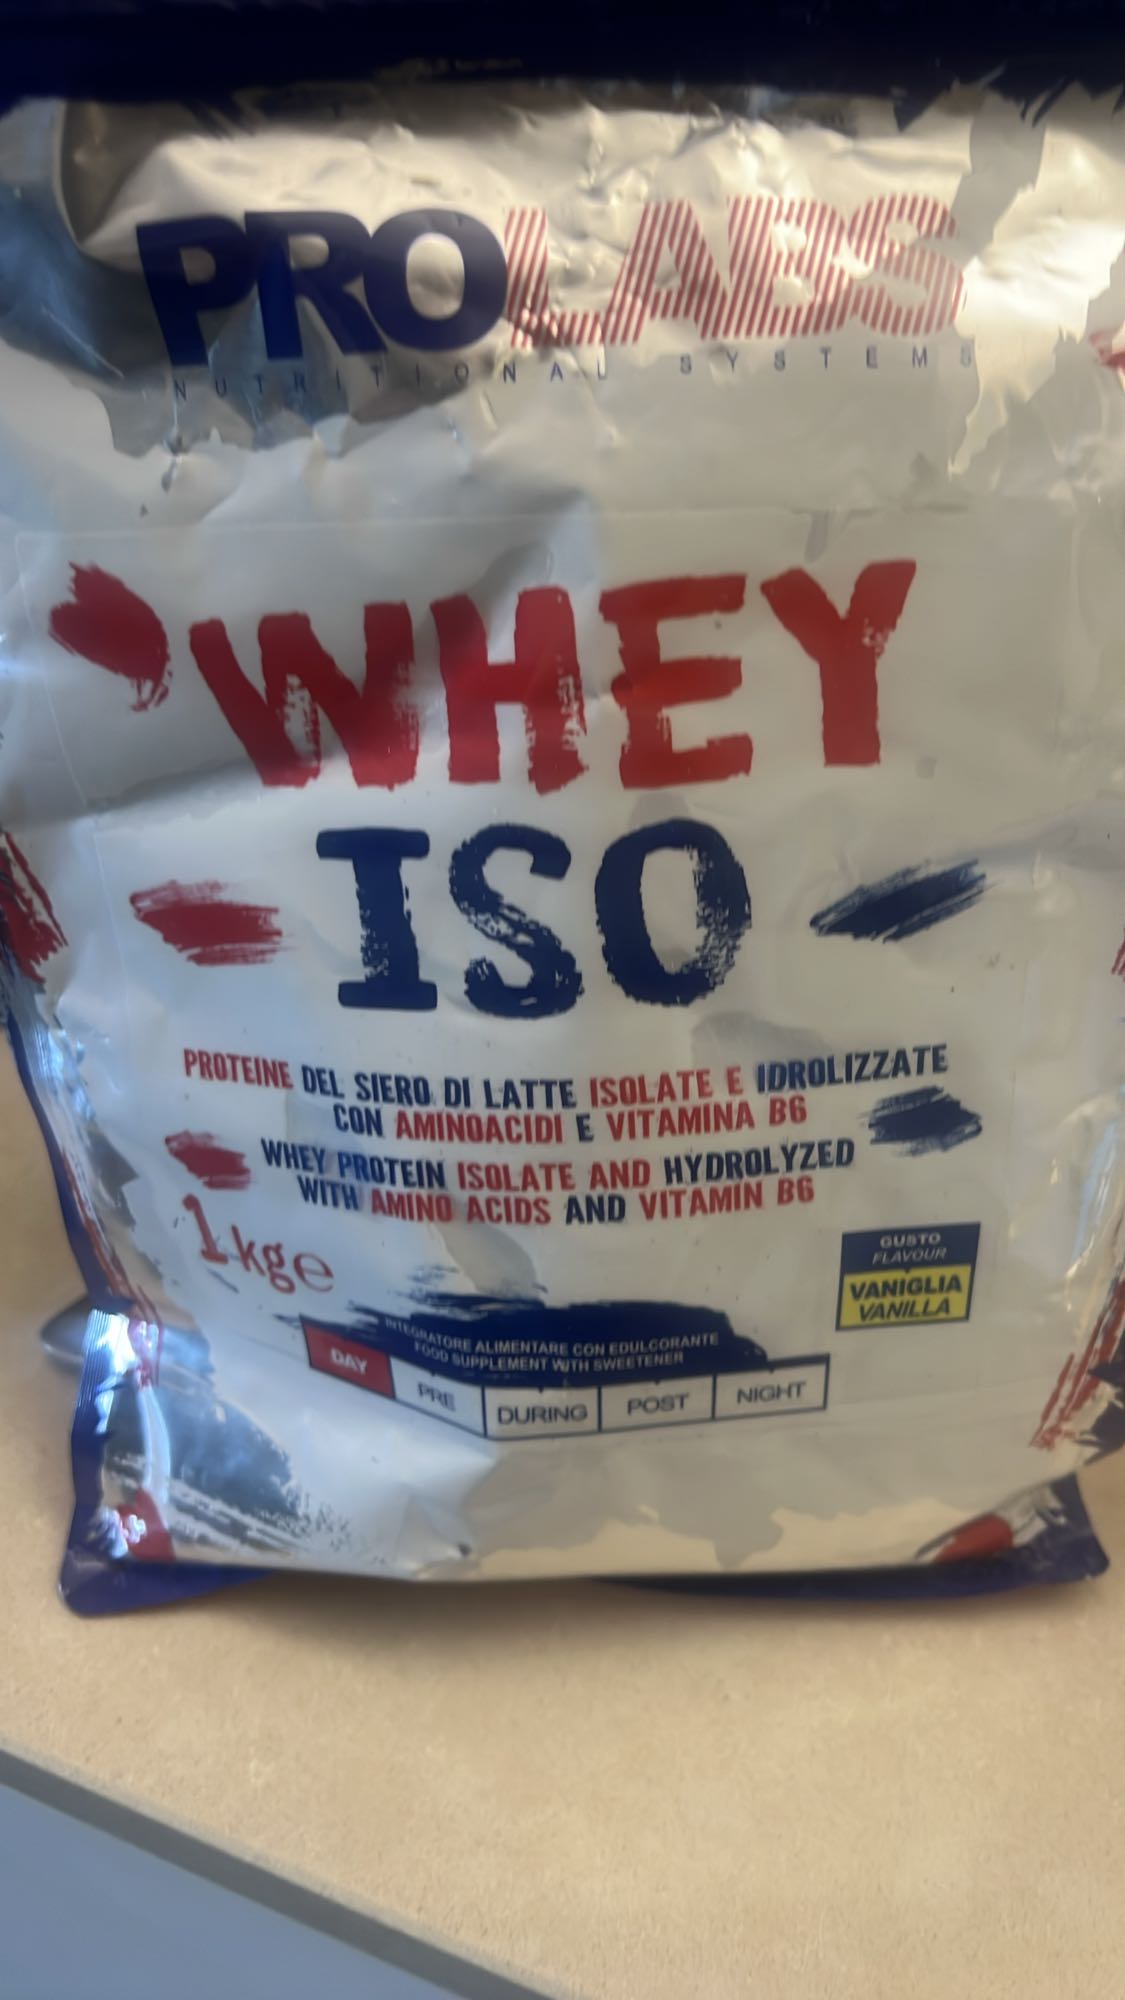 PROLABS
NUTRITIONAL SYSTEMS
WHEY
ISO
PROTEINE DEL SIERO DI LATTE ISOLATE E IDROLIZZATE
CON AMINOACIDI E VITAMINA B6
WHEY PROTEIN ISOLATE AND HYDROLYZED
WITH AMINO ACIDS AND VITAMIN B6
1 kg e
GUSTO
FLAVOUR
VANIGLIA
VANILLA
INTEGRATORE ALIMENTARE CON EDULCORANTE
FOOD SUPPLEMENT WITH SWEETENER
DAY PRE DURING POST NIGHT